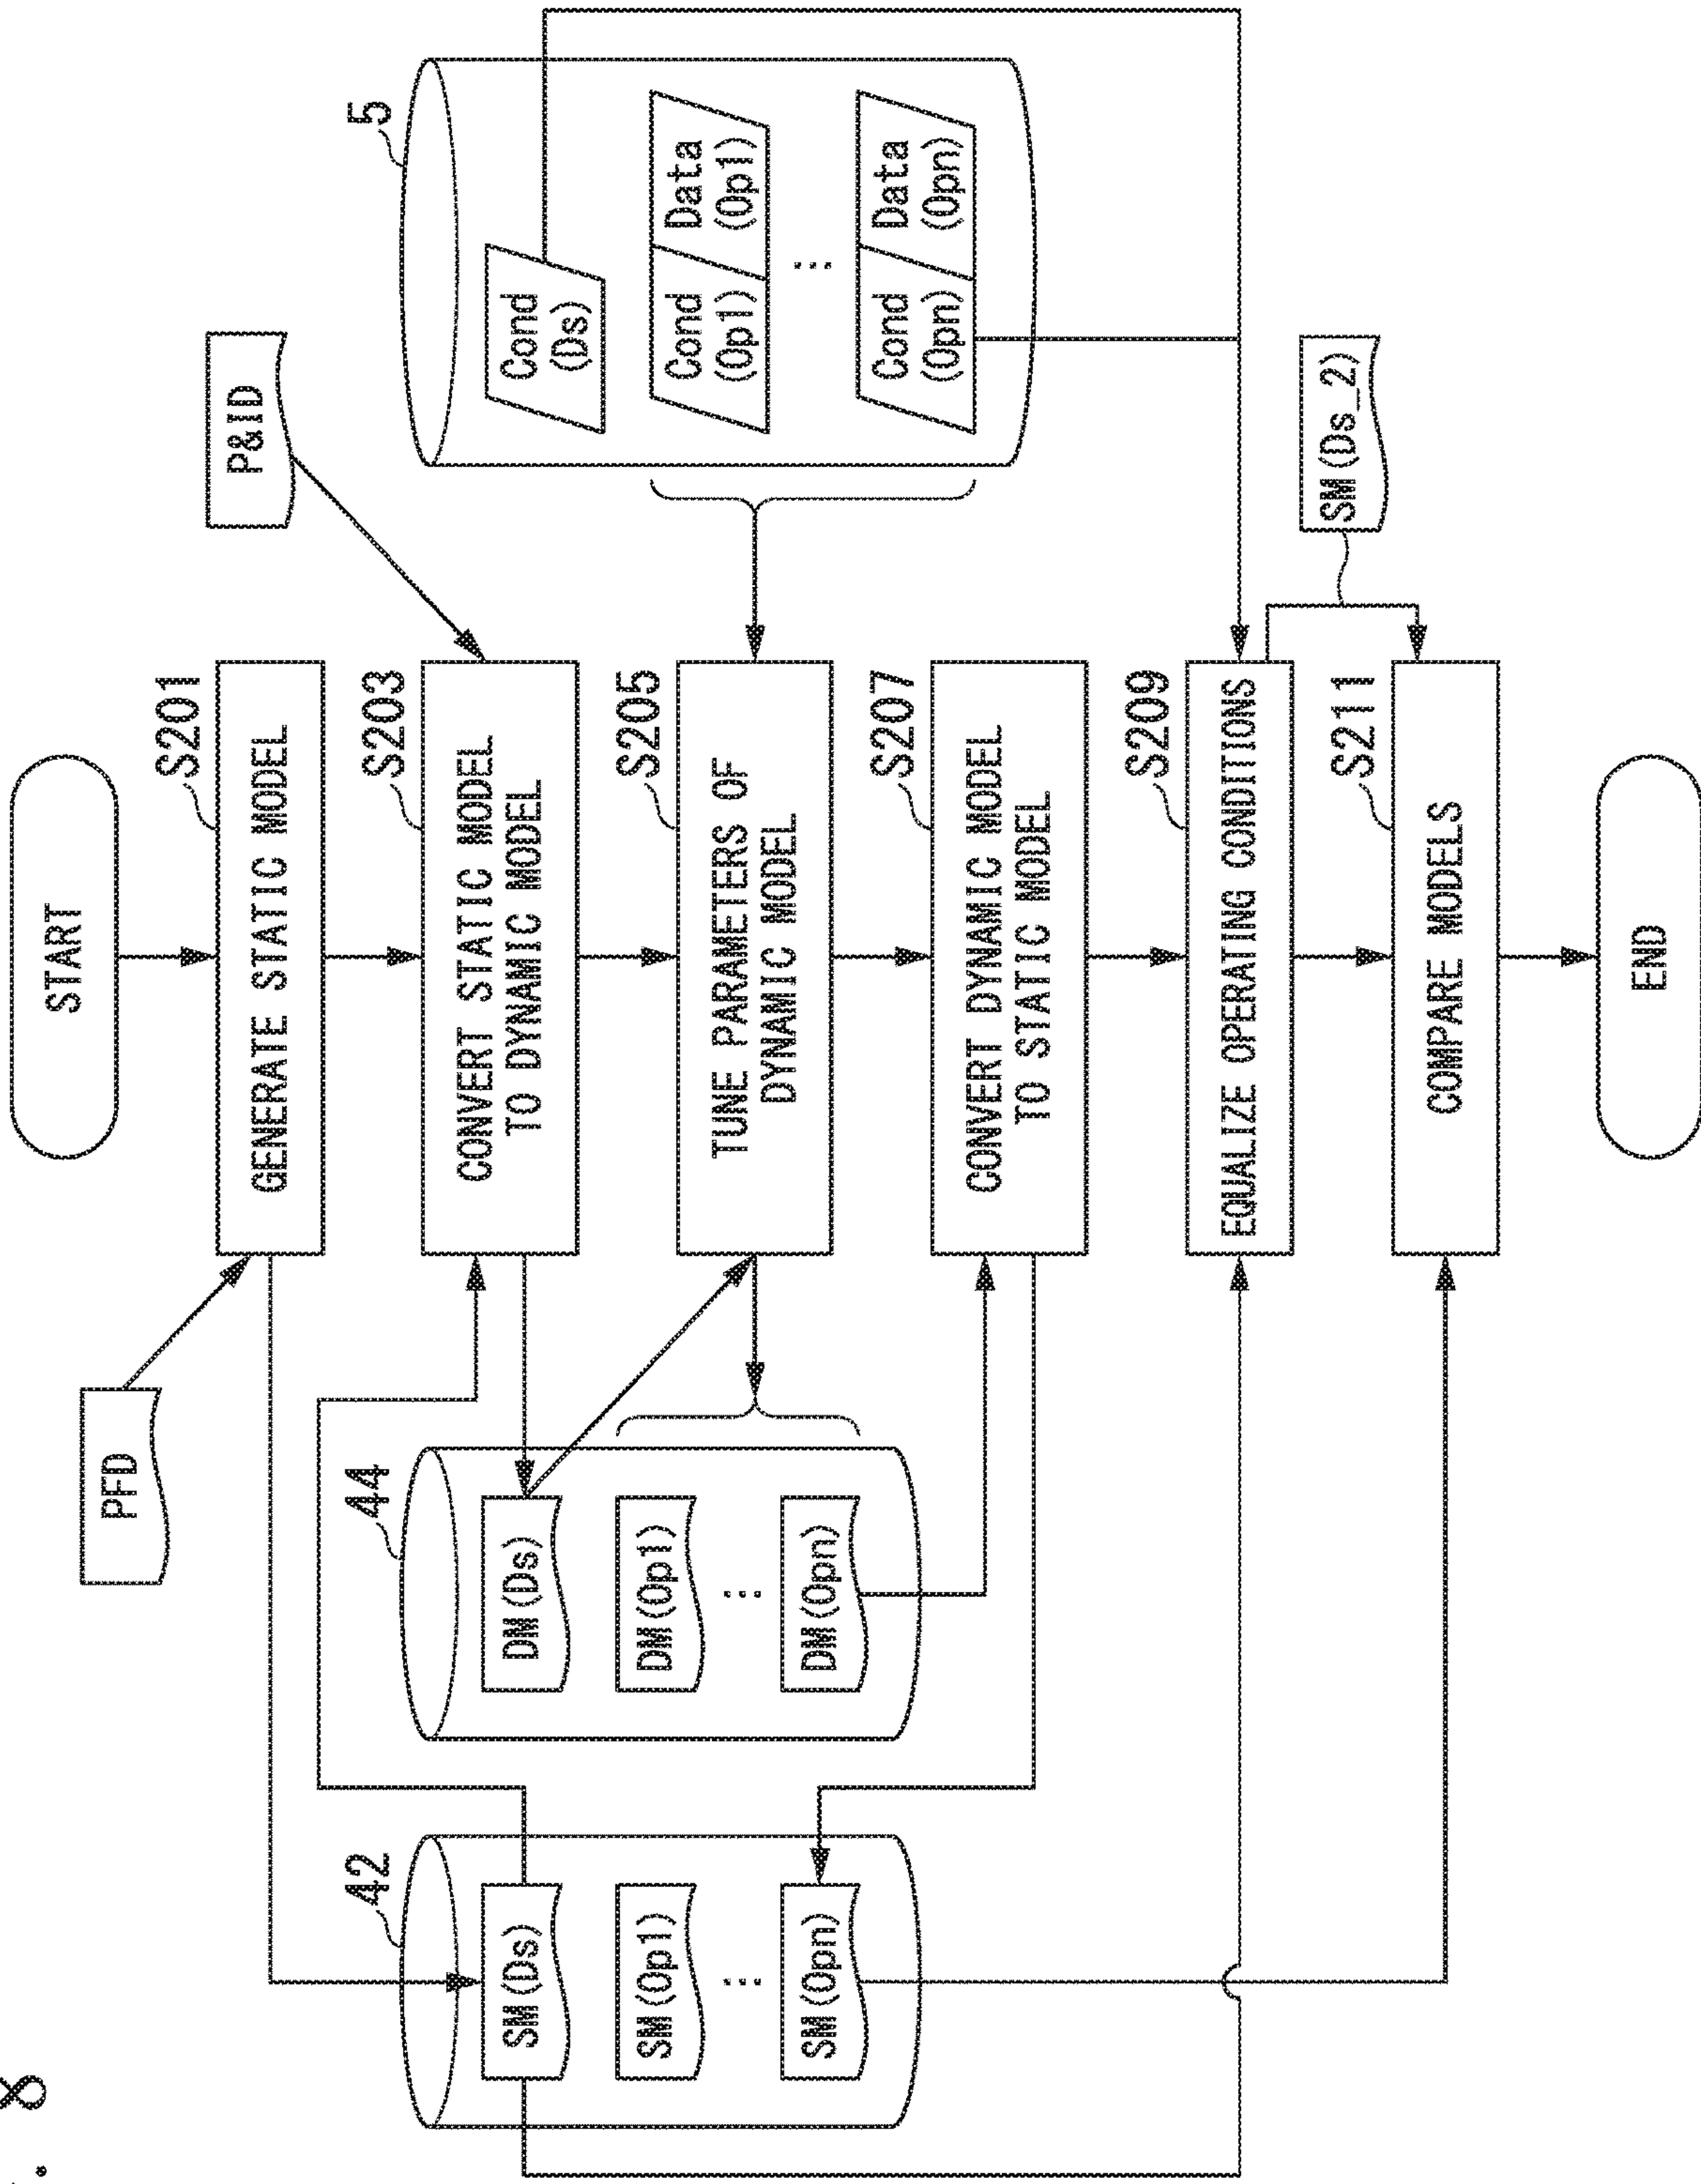 . 8
START
PFD
S201
GENERATE STATIC MODEL
P&ID
S203
CONVERT STATIC MODEL
TO DYNAMIC MODEL
S205
TUNE PARAMETERS OF
DYNAMIC MODEL
S207
CONVERT DYNAMIC MODEL
TO STATIC MODEL
S209
EQUALIZE OPERATING CONDITIONS
S211
COMPARE MODELS
END
42
SM(Ds)
SM(Op1)
...
SM(Opn)
44
DM(Ds)
DM(Op1)
...
DM(Opn)
5
Cond
(Ds)
Cond
(Op1)
Data
(Op1)
...
Cond
(Opn)
Data
(Opn)
SM(Ds_2)